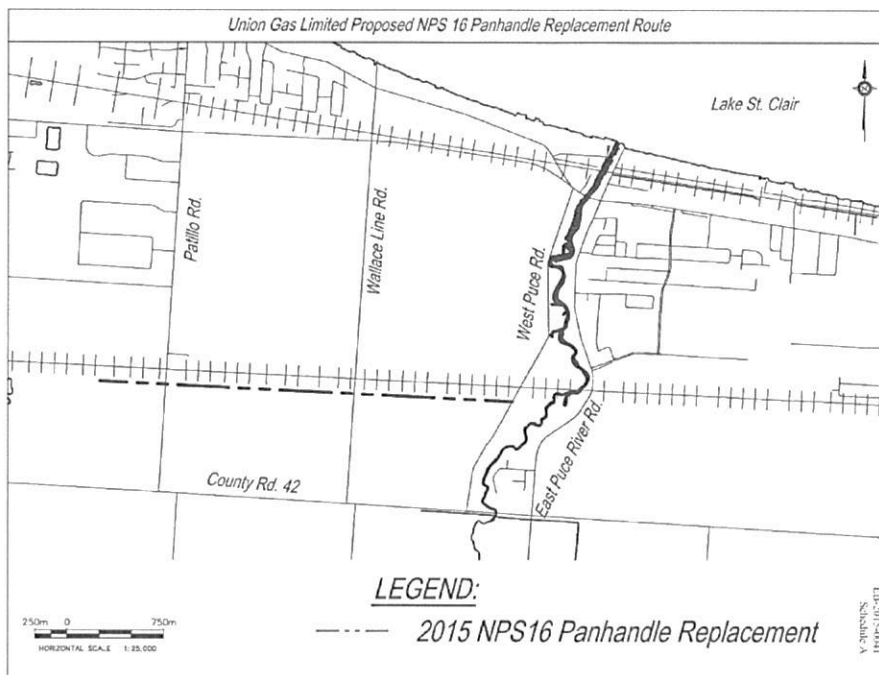 Union Gas Limited Proposed NPS 16 Panhandle Replacement Route
Lake St. Clair
Patillo Rd.
Wallace Line Rd.
West Puce Rd.
East Puce River Rd.
County Rd. 42
LEGEND:
2015 NPS16 Panhandle Replacement
250m 0 750m
HORIZONTAL SCALE 1:25,000
Schedule A